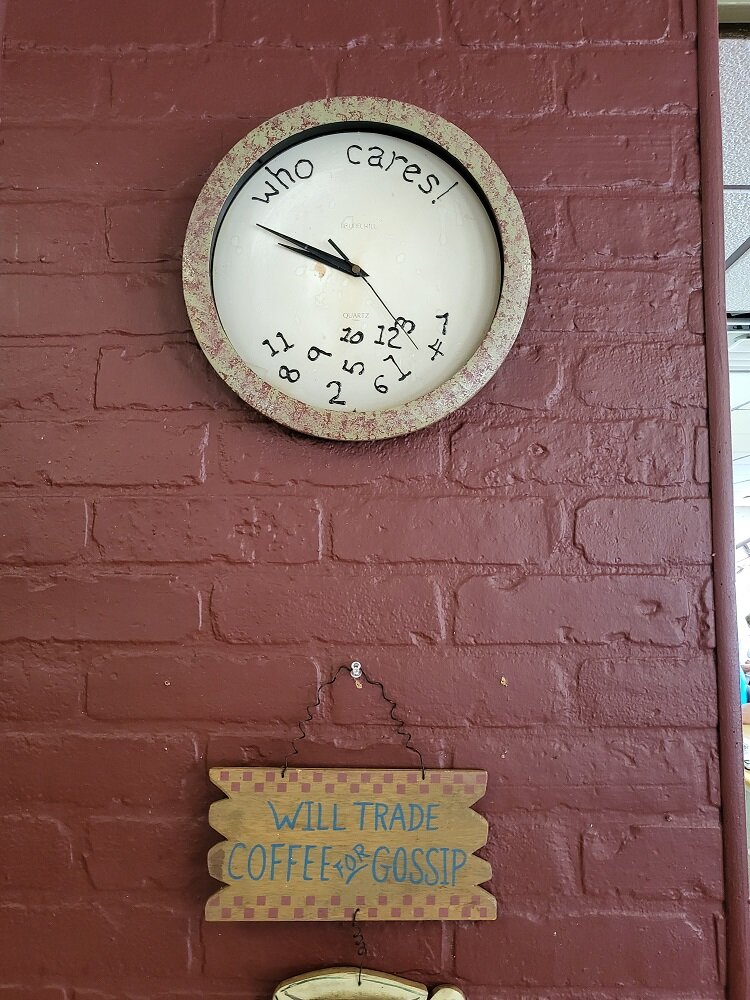 who cares!
QUARTZ
11 9 10 12 3 7
8 5 1 4
2 6
WILL TRADE
COFFEE FOR GOSSIP